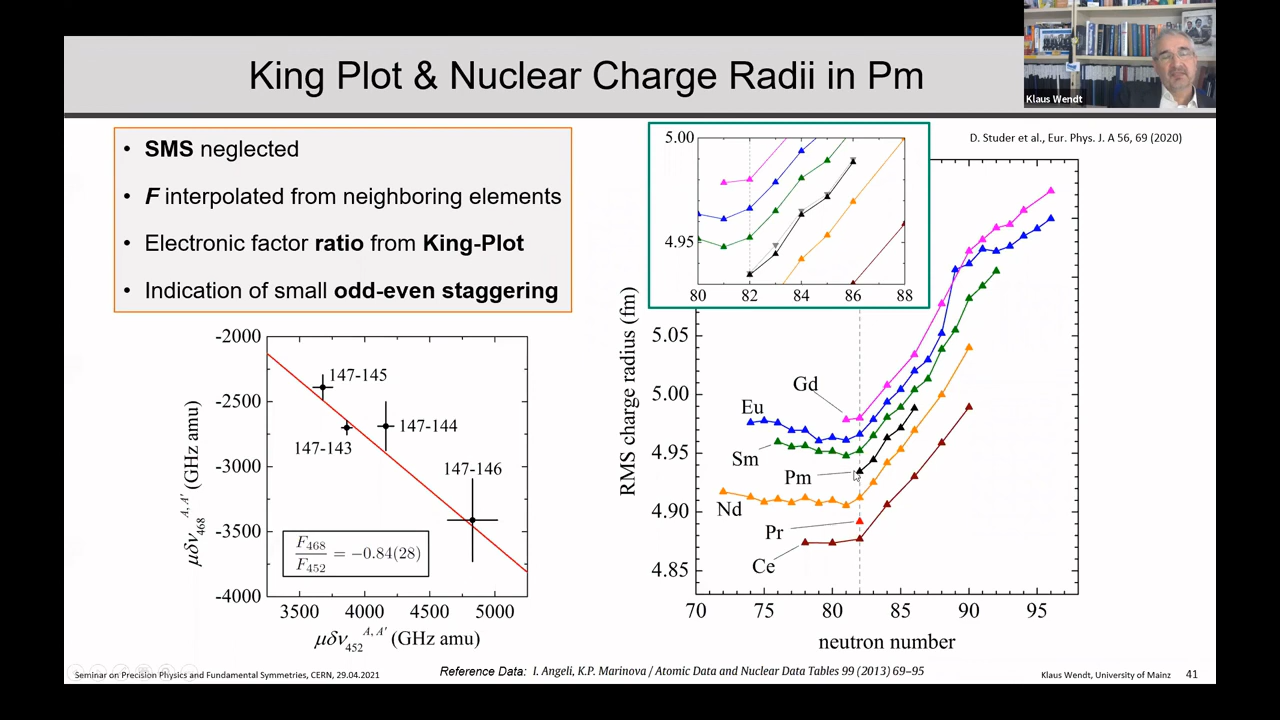 King Plot & Nuclear Charge Radii in Pm
Klaus Wendt
• SMS neglected
• F interpolated from neighboring elements
• Electronic factor ratio from King-Plot
• Indication of small odd-even staggering
D. Studer et al., Eur. Phys. J. A 56, 69 (2020)
5.00
4.95
80 82 84 86 88
-2000
-2500
-3000
-3500
-4000
147-145
147-143
147-144
147-146
F468/F452 = −0.84(28)
3500 4000 4500 5000
μδν468 A, A' (GHz amu)
μδν452 A, A' (GHz amu)
RMS charge radius (fm)
5.05
5.00
4.95
4.90
4.85
Gd
Eu
Sm
Pm
Nd
Pr
Ce
70 75 80 85 90 95
neutron number
Seminar on Precision Physics and Fundamental Symmetries, CERN, 29.04.2021
Reference Data: I. Angeli, K.P. Marinova / Atomic Data and Nuclear Data Tables 99 (2013) 69–95
Klaus Wendt, University of Mainz 41